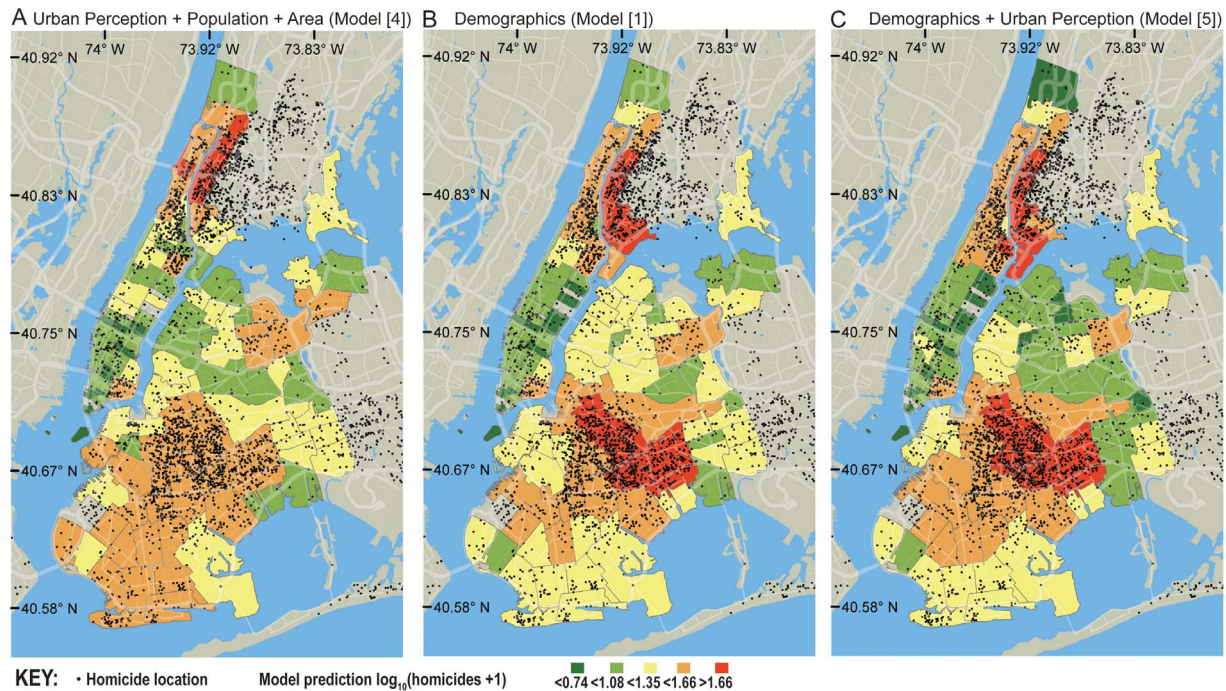 A Urban Perception + Population + Area (Model [4])
74° W 73.92° W 73.83° W
40.92° N
40.83° N
40.75° N
40.67° N
40.58° N
B Demographics (Model [1])
74° W 73.92° W 73.83° W
40.92° N
40.83° N
40.75° N
40.67° N
40.58° N
C Demographics + Urban Perception (Model [5])
74° W 73.92° W 73.83° W
40.92° N
40.83° N
40.75° N
40.67° N
40.58° N
KEY: • Homicide location Model prediction log10(homicides +1) <0.74 <1.08 <1.35 <1.66 >1.66